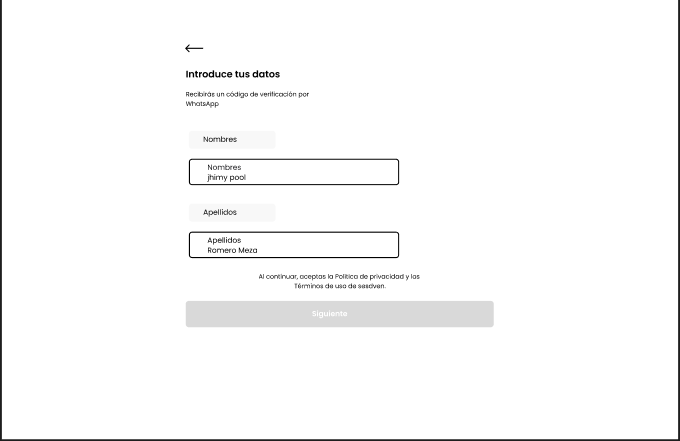 Introduce tus datos
Recibirás un código de verificación por
WhatsApp
Nombres
Nombres
jhimy pool
Apellidos
Apellidos
Romero Meza
Al continuar, aceptas la Política de privacidad y los
Términos de uso de sesdven.
Siguiente